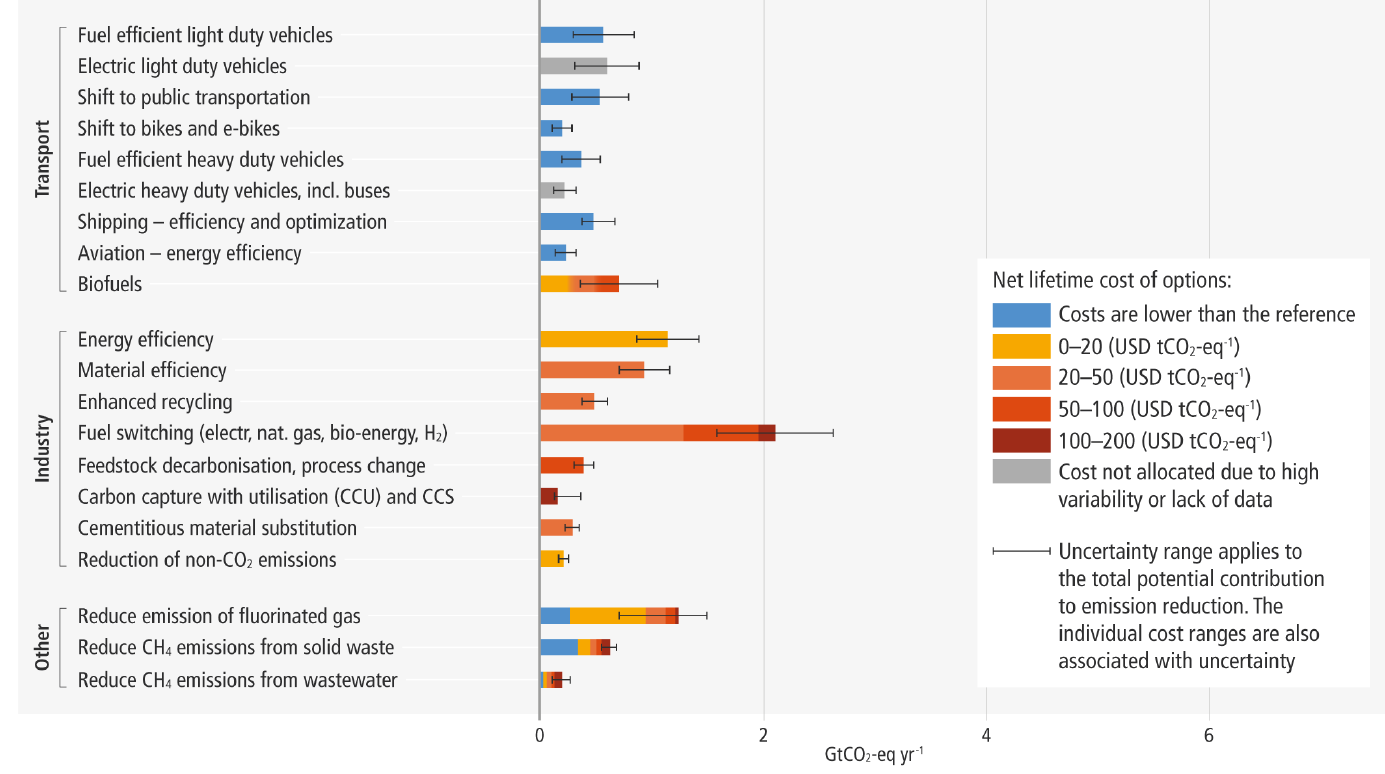 Transport
Fuel efficient light duty vehicles
Electric light duty vehicles
Shift to public transportation
Shift to bikes and e-bikes
Fuel efficient heavy duty vehicles
Electric heavy duty vehicles, incl. buses
Shipping – efficiency and optimization
Aviation – energy efficiency
Biofuels
Industry
Energy efficiency
Material efficiency
Enhanced recycling
Fuel switching (electr, nat. gas, bio-energy, H₂)
Feedstock decarbonisation, process change
Carbon capture with utilisation (CCU) and CCS
Cementitious material substitution
Reduction of non-CO₂ emissions
Other
Reduce emission of fluorinated gas
Reduce CH₄ emissions from solid waste
Reduce CH₄ emissions from wastewater
Net lifetime cost of options:
Costs are lower than the reference
0–20 (USD tCO₂-eq⁻¹)
20–50 (USD tCO₂-eq⁻¹)
50–100 (USD tCO₂-eq⁻¹)
100–200 (USD tCO₂-eq⁻¹)
Cost not allocated due to high
variability or lack of data
Uncertainty range applies to
the total potential contribution
to emission reduction. The
individual cost ranges are also
associated with uncertainty
0 2 4 6
GtCO₂-eq yr⁻¹